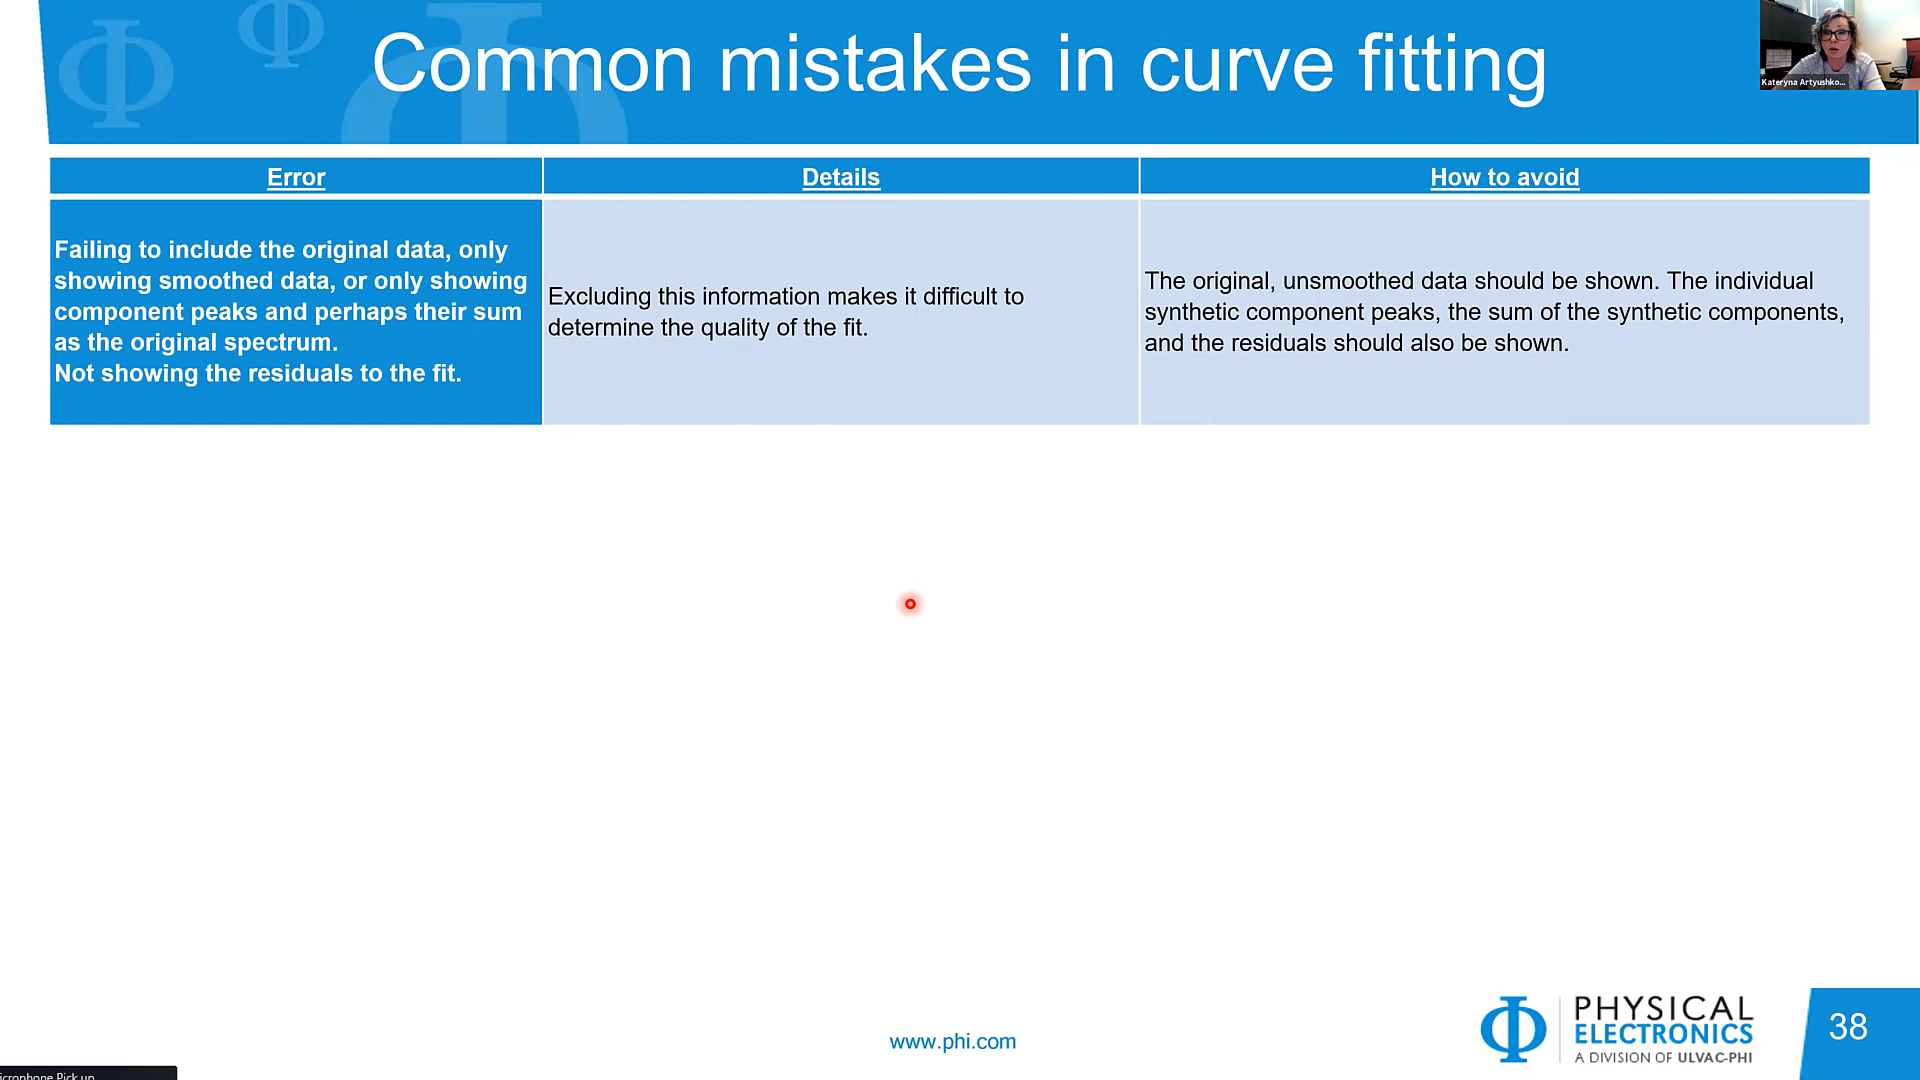 Common mistakes in curve fitting
Kateryna Artyushko...
Error
Details
How to avoid
Failing to include the original data, only
showing smoothed data, or only showing
component peaks and perhaps their sum
as the original spectrum.
Not showing the residuals to the fit.
Excluding this information makes it difficult to
determine the quality of the fit.
The original, unsmoothed data should be shown. The individual
synthetic component peaks, the sum of the synthetic components,
and the residuals should also be shown.
www.phi.com
PHYSICAL
ELECTRONICS
A DIVISION OF ULVAC-PHI
38
icrophone Pick up